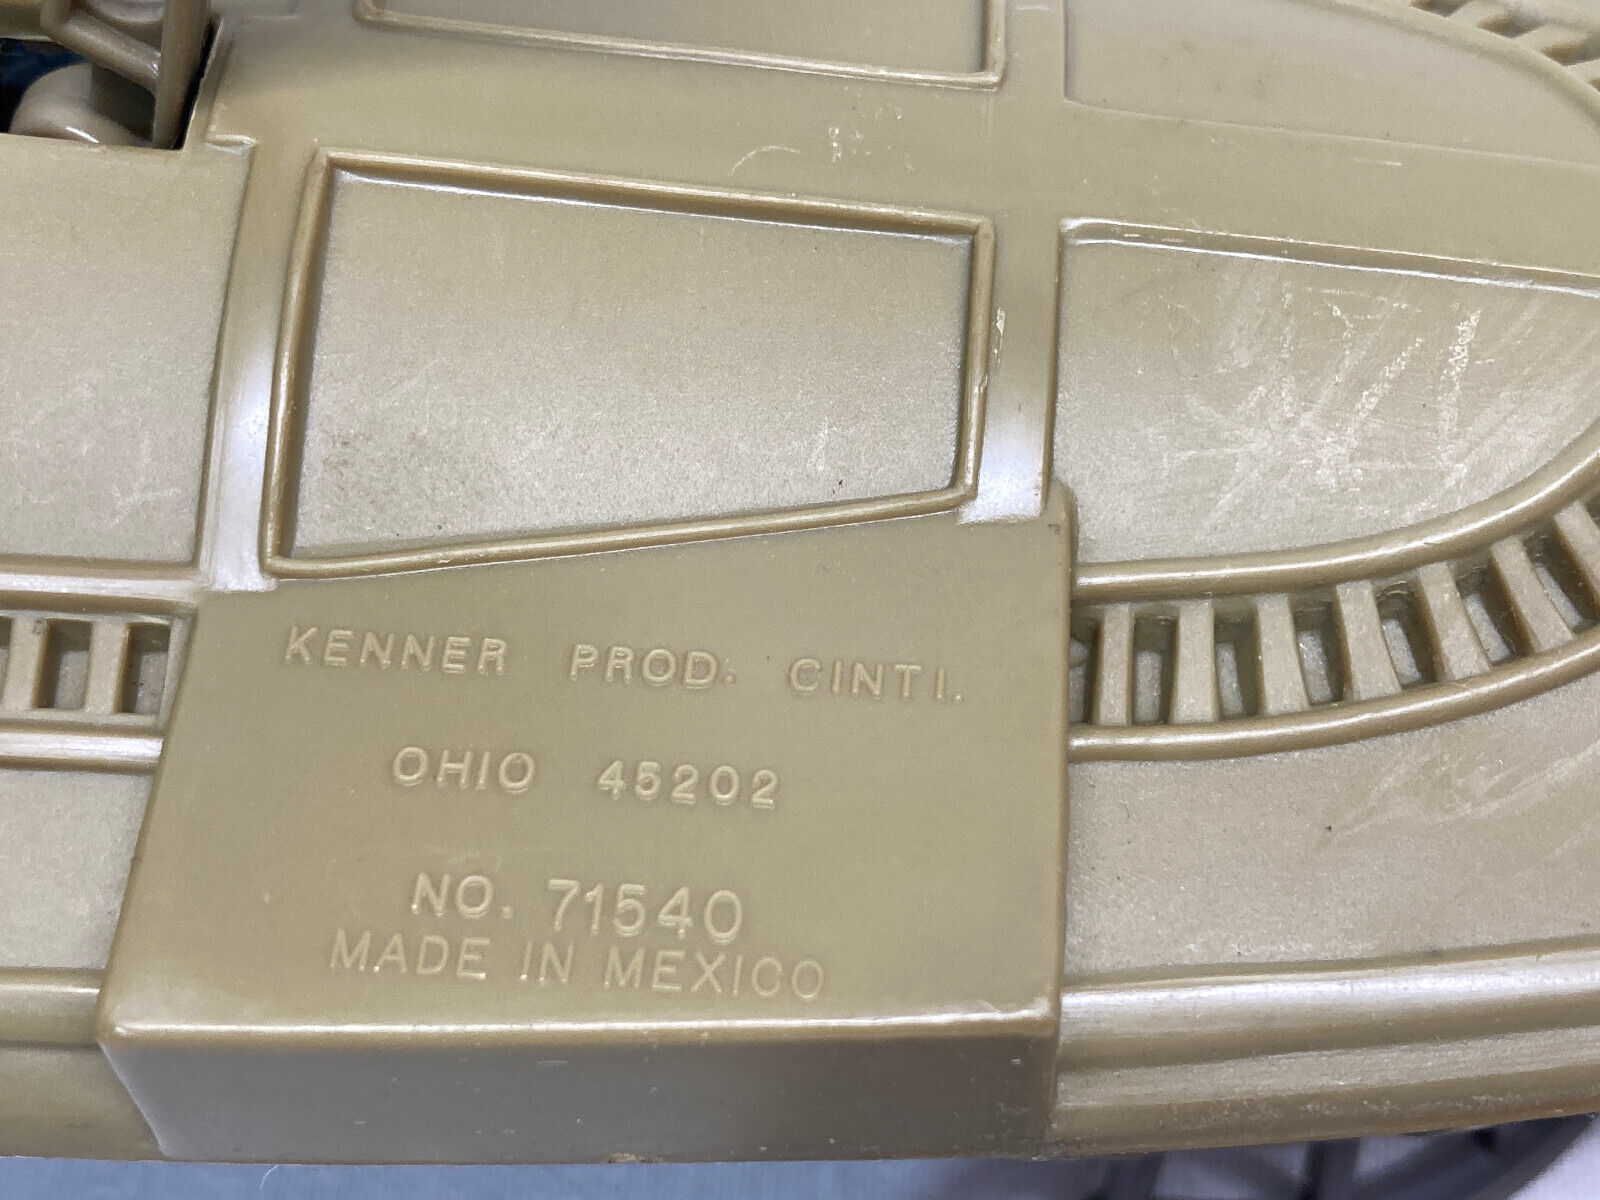 KENNER PROD. CINTI.
OHIO 45202
NO. 71540
MADE IN MEXICO